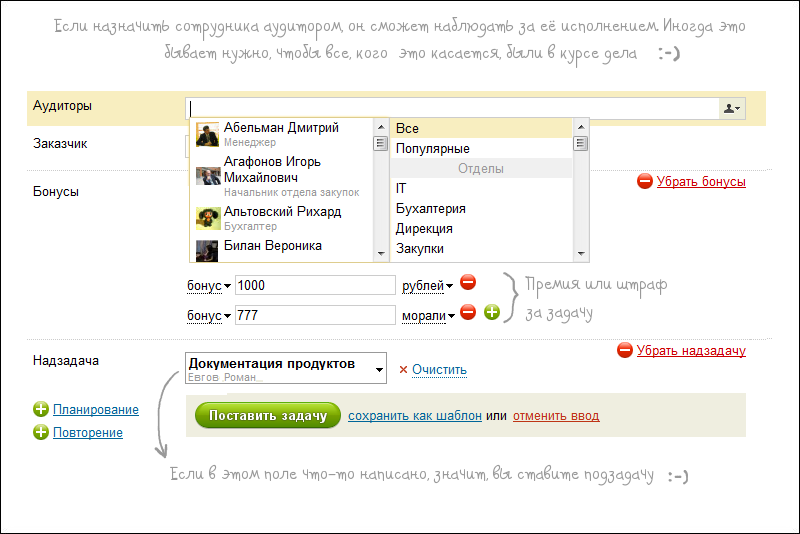 Если назначить сотрудника аудитором, он сможет наблюдать за её исполнением. Иногда это
бывает нужно, чтобы все, кого это касается, были в курсе дела :-)
Аудиторы
Заказчик
Абельман Дмитрий
Менеджер
Агафонов Игорь
Михайлович
Начальник отдела закупок
Альтовский Рихард
Бухгалтер
Билан Вероника
Все
Популярные
Отделы
IT
Бухгалтерия
Дирекция
Закупки
Бонусы
Убрать бонусы
бонус 1000 рублей
бонус 777 морали
Премия или штраф
за задачу
Надзадача
Документация продуктов
Евгов Роман...
Очистить
Убрать надзадачу
Планирование
Повторение
Поставить задачу сохранить как шаблон или отменить ввод
Если в этом поле что-то написано, значит, вы ставите подзадачу :-)